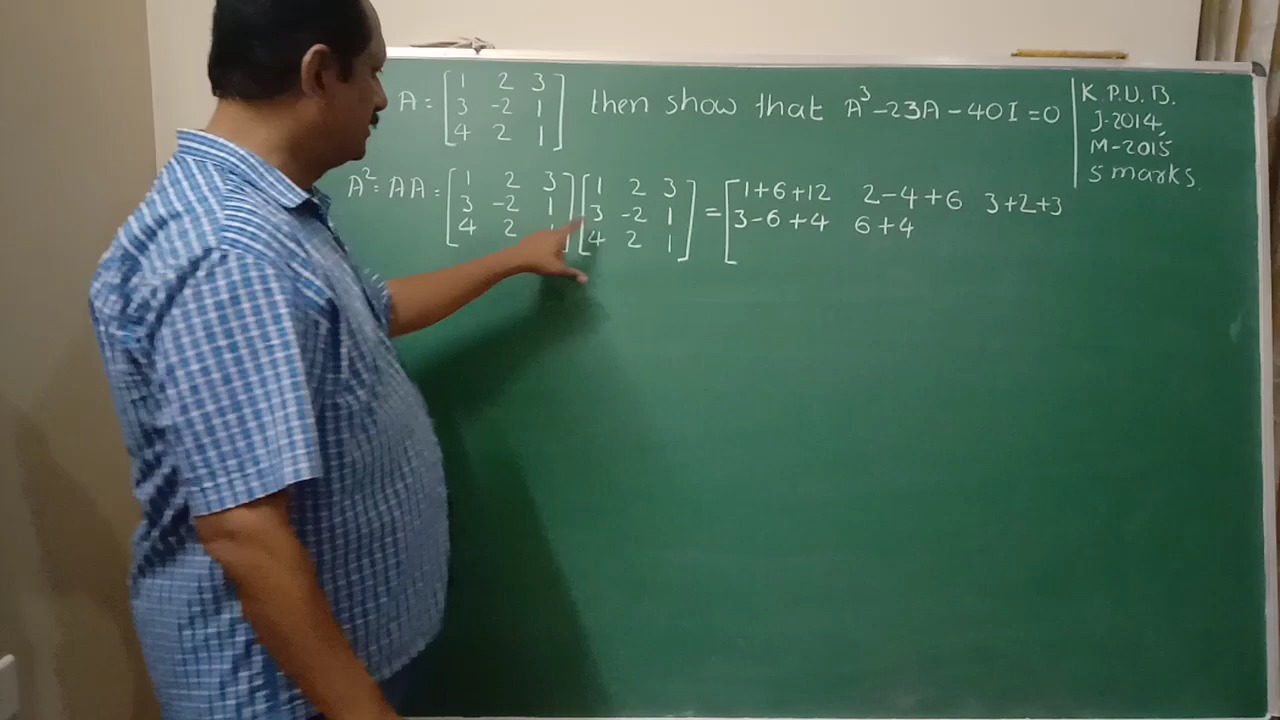 A = [1 2 3
3 -2 1
4 2 1] then show that A³ - 23A - 40I = 0
K.P.U.B.
J-2014,
M-2015
5 marks.
A² = AA = [1 2 3
3 -2 1
4 2 1] [1 2 3
3 -2 1
4 2 1] = [1+6+12 2-4+6 3+2+3
3-6+4 6+4